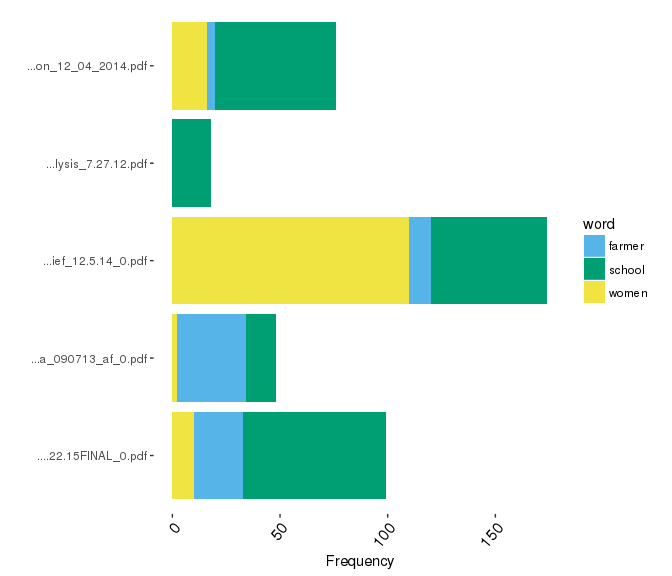 ...on_12_04_2014.pdf
...lysis_7.27.12.pdf
...ief_12.5.14_0.pdf
...a_090713_af_0.pdf
....22.15FINAL_0.pdf
0
50
100
150
Frequency
word
farmer
school
women